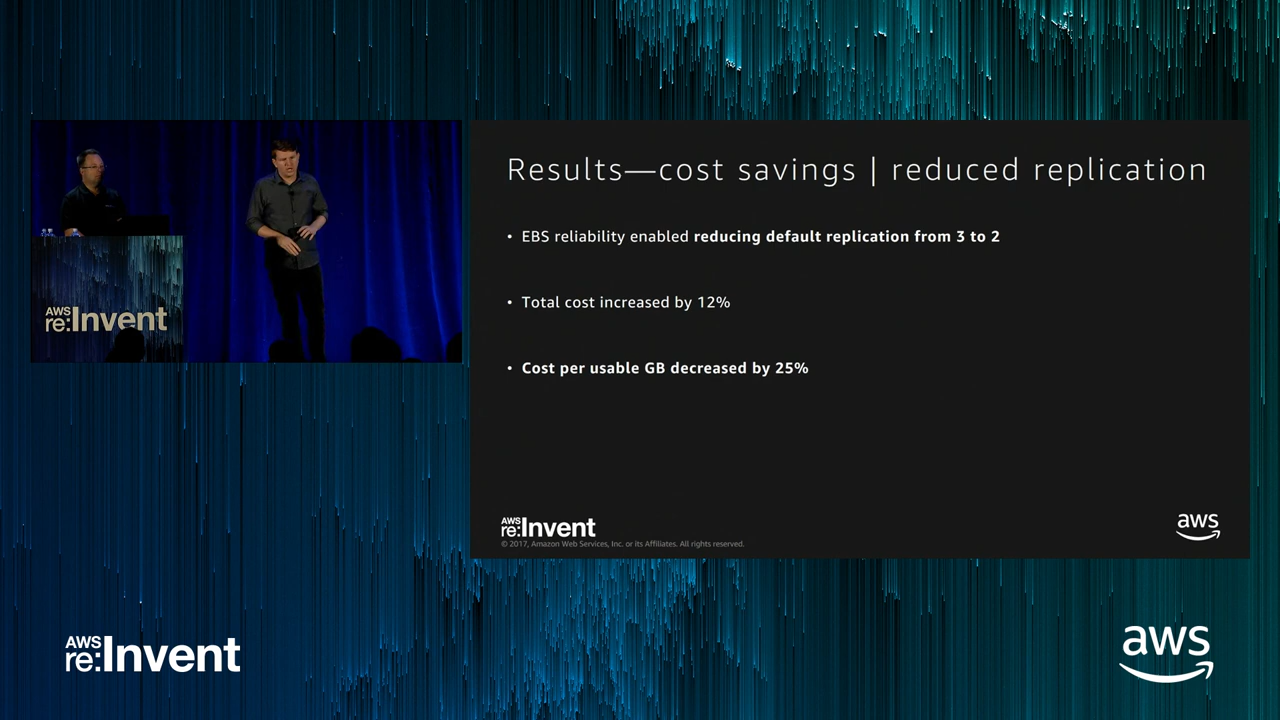 Results—cost savings | reduced replication
• EBS reliability enabled reducing default replication from 3 to 2
• Total cost increased by 12%
• Cost per usable GB decreased by 25%
AWS
re:Invent
AWS
re:Invent
© 2017, Amazon Web Services, Inc. or its Affiliates. All rights reserved.
aws
AWS
re:Invent
aws